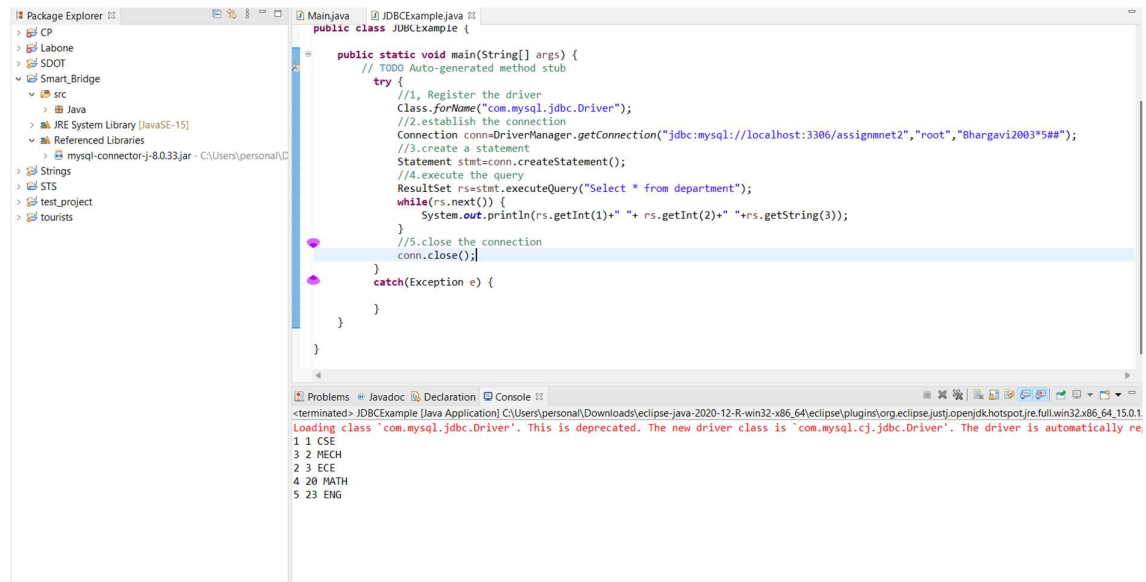 Package Explorer
CP
Labone
SDOT
Smart_Bridge
src
Java
JRE System Library [JavaSE-15]
Referenced Libraries
mysql-connector-j-8.0.33.jar - C:\Users\personal\D
Strings
STS
test_project
tourists
Main.java
JDBCExample.java
public class JDBCExample {
public static void main(String[] args) {
// TODO Auto-generated method stub
try {
//1, Register the driver
Class.forName("com.mysql.jdbc.Driver");
//2.establish the connection
Connection conn=DriverManager.getConnection("jdbc:mysql://localhost:3306/assignmnet2","root","Bhargavi2003*5##");
//3.create a statement
Statement stmt=conn.createStatement();
//4.execute the query
ResultSet rs=stmt.executeQuery("Select * from department");
while(rs.next()) {
System.out.println(rs.getInt(1)+" "+ rs.getInt(2)+" "+rs.getString(3));
}
//5.close the connection
conn.close();
}
catch(Exception e) {
}
}
}
Problems Javadoc Declaration Console
<terminated> JDBCExample [Java Application] C:\Users\personal\Downloads\eclipse-java-2020-12-R-win32-x86_64\eclipse\plugins\org.eclipse.justj.openjdk.hotspot.jre.full.win32.x86_64_15.0.1.
Loading class `com.mysql.jdbc.Driver'. This is deprecated. The new driver class is `com.mysql.cj.jdbc.Driver'. The driver is automatically re
1 1 CSE
3 2 MECH
2 3 ECE
4 20 MATH
5 23 ENG